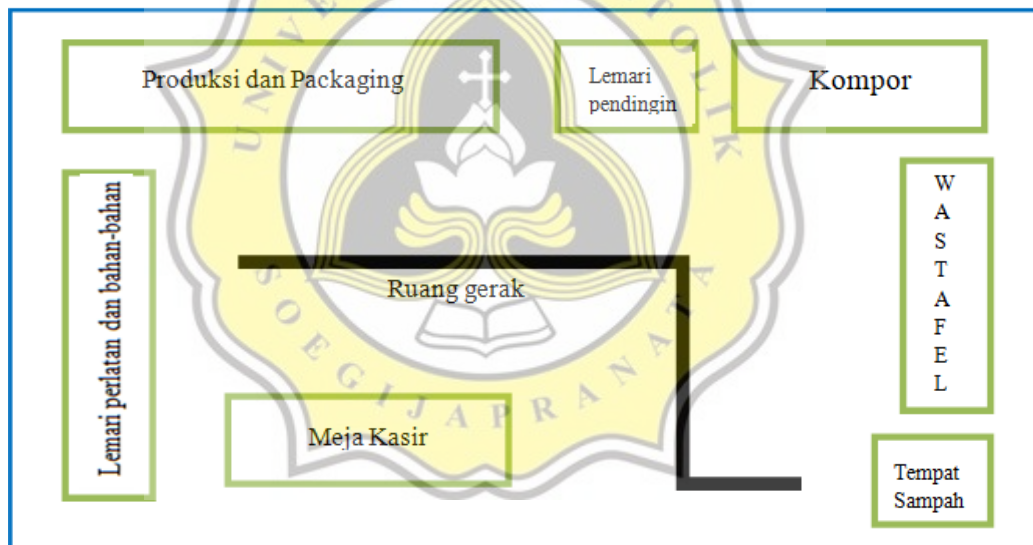 Produksi dan Packaging
Lemari
pendingin
Kompor
Lemari perlatan dan bahan-bahan
W
A
S
T
A
F
E
L
Ruang gerak
Meja Kasir
Tempat
Sampah
SOEGIJAPRANATA